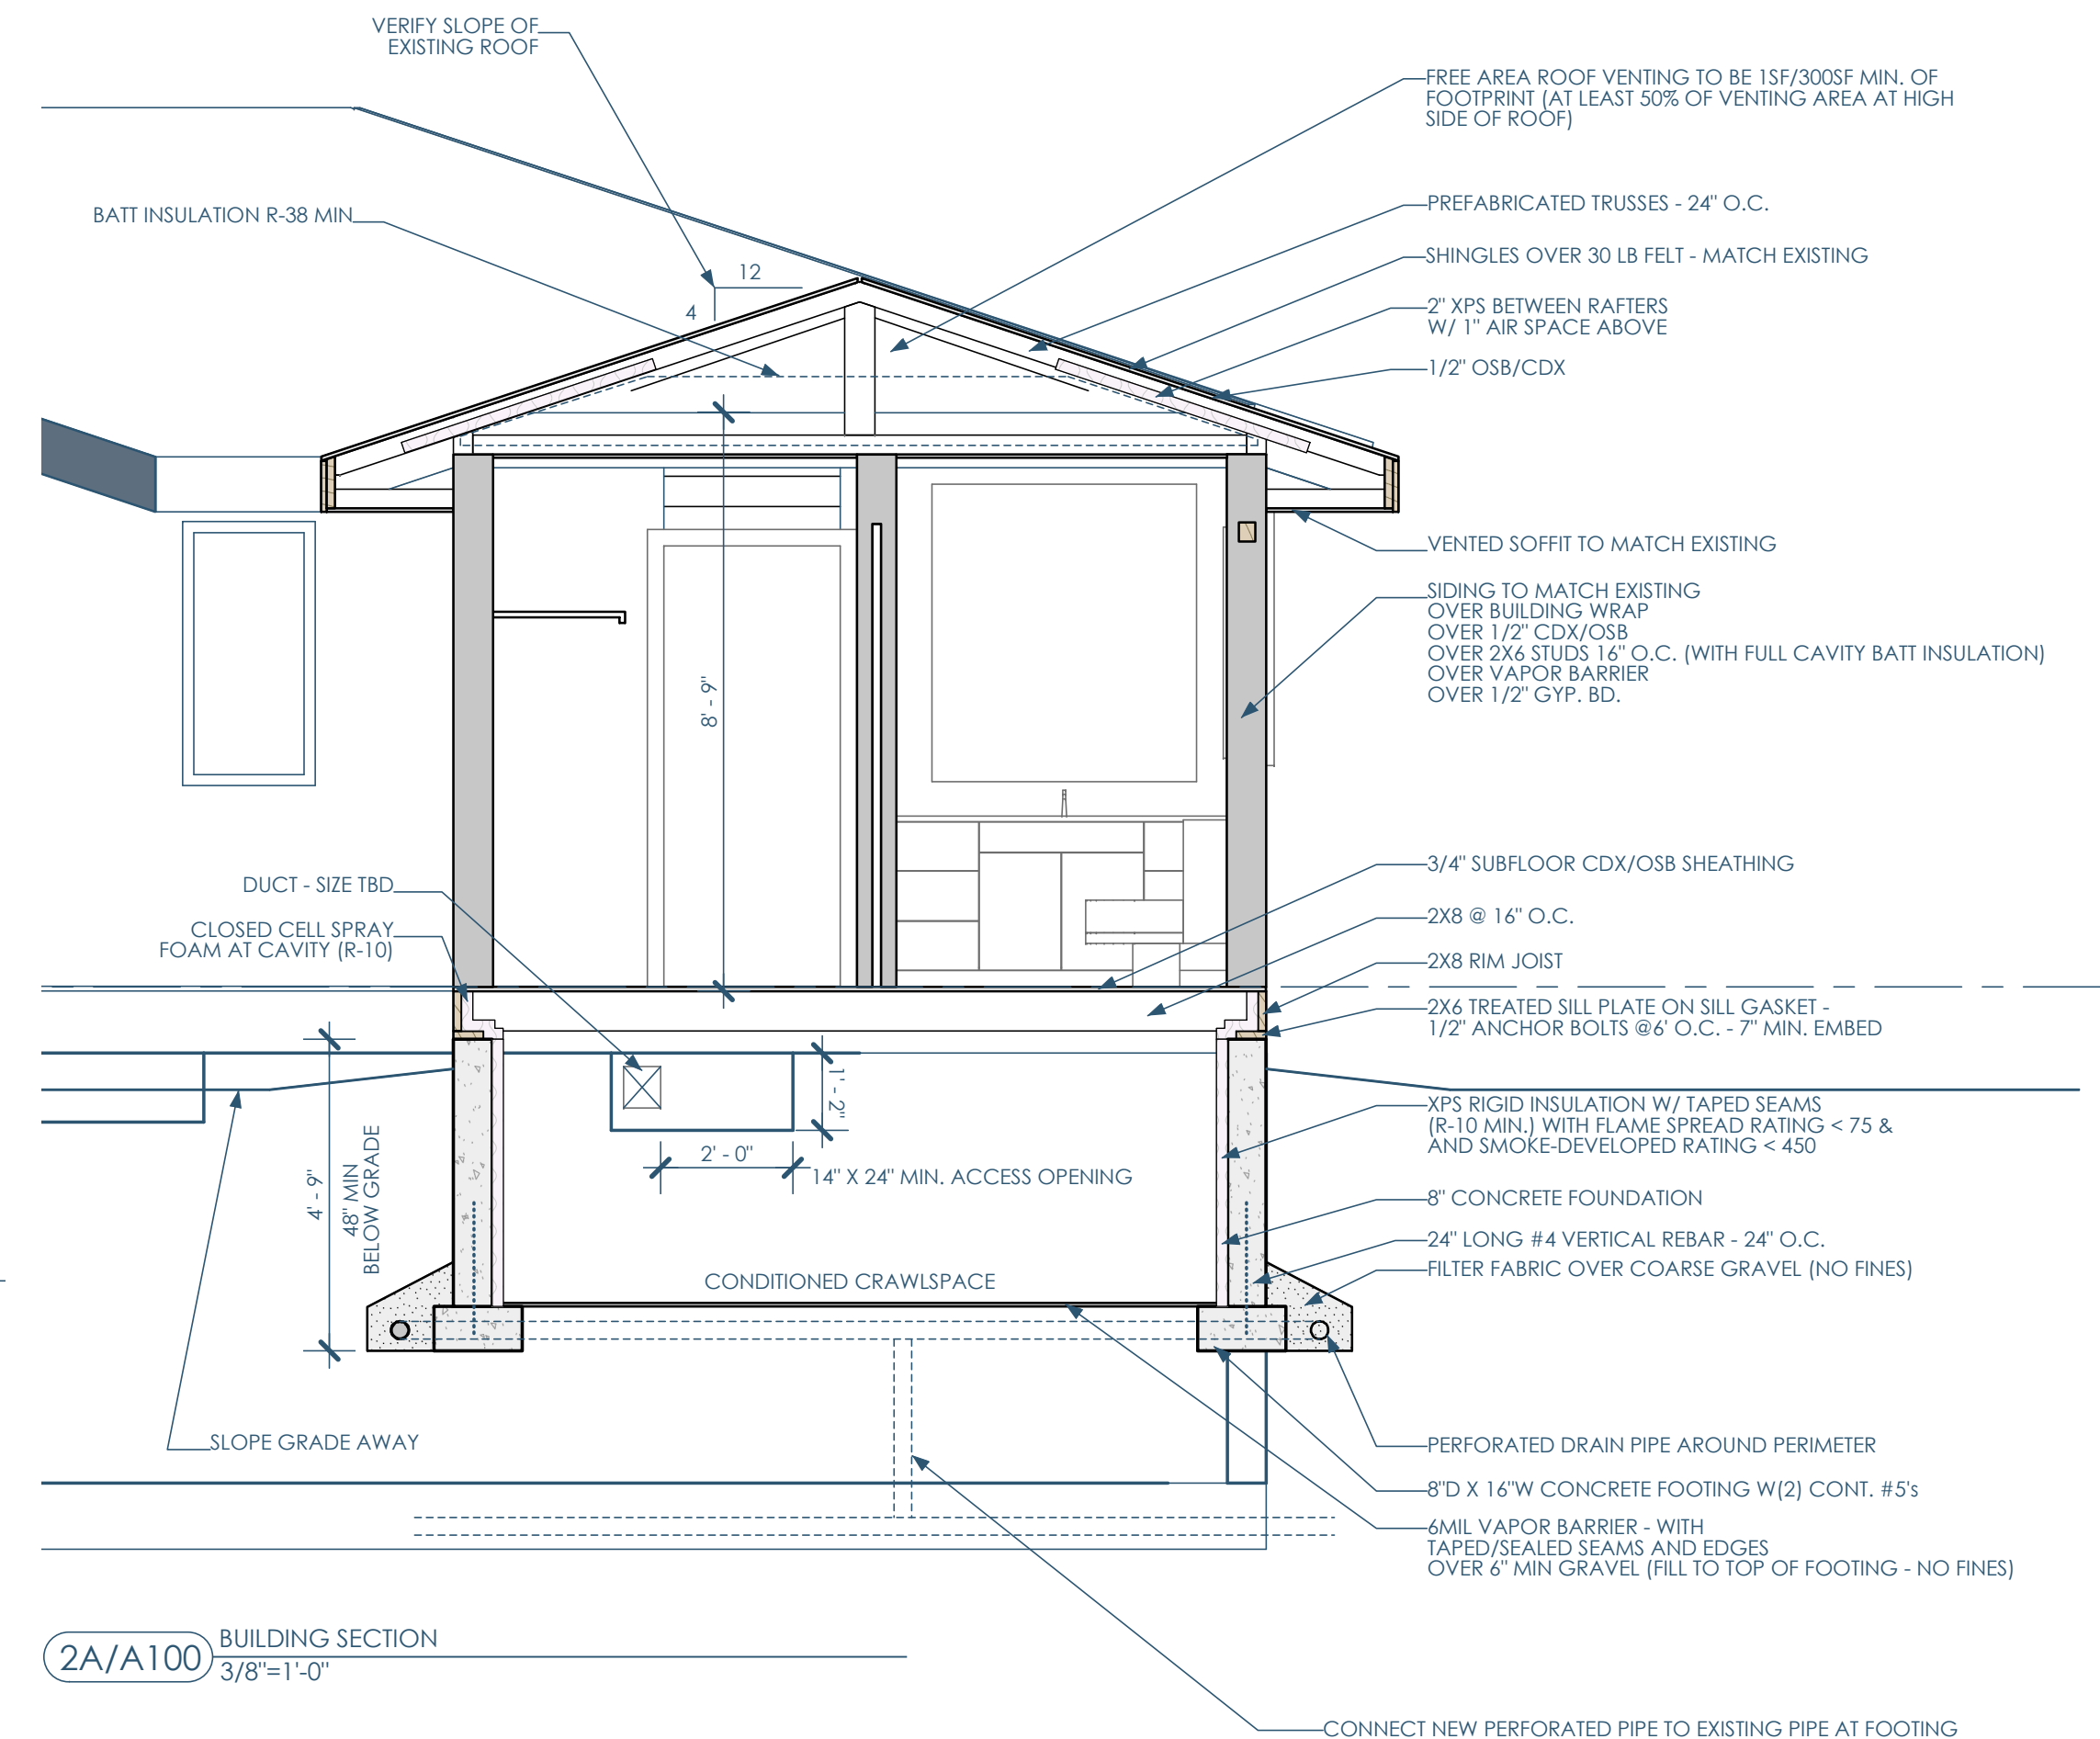 VERIFY SLOPE OF
EXISTING ROOF
FREE AREA ROOF VENTING TO BE 1SF/300SF MIN. OF
FOOTPRINT (AT LEAST 50% OF VENTING AREA AT HIGH
SIDE OF ROOF)
BATT INSULATION R-38 MIN
PREFABRICATED TRUSSES - 24" O.C.
SHINGLES OVER 30 LB FELT - MATCH EXISTING
12
4
2" XPS BETWEEN RAFTERS
W/ 1" AIR SPACE ABOVE
1/2" OSB/CDX
VENTED SOFFIT TO MATCH EXISTING
SIDING TO MATCH EXISTING
OVER BUILDING WRAP
OVER 1/2" CDX/OSB
OVER 2X6 STUDS 16" O.C. (WITH FULL CAVITY BATT INSULATION)
OVER VAPOR BARRIER
OVER 1/2" GYP. BD.
8' - 9"
3/4" SUBFLOOR CDX/OSB SHEATHING
DUCT - SIZE TBD
CLOSED CELL SPRAY
FOAM AT CAVITY (R-10)
2X8 @ 16" O.C.
2X8 RIM JOIST
2X6 TREATED SILL PLATE ON SILL GASKET -
1/2" ANCHOR BOLTS @6' O.C. - 7" MIN. EMBED
1' - 2"
2' - 0"
14" X 24" MIN. ACCESS OPENING
4' - 9"
48" MIN
BELOW GRADE
XPS RIGID INSULATION W/ TAPED SEAMS
(R-10 MIN.) WITH FLAME SPREAD RATING < 75 &
AND SMOKE-DEVELOPED RATING < 450
8" CONCRETE FOUNDATION
24" LONG #4 VERTICAL REBAR - 24" O.C.
FILTER FABRIC OVER COARSE GRAVEL (NO FINES)
CONDITIONED CRAWLSPACE
SLOPE GRADE AWAY
PERFORATED DRAIN PIPE AROUND PERIMETER
8"D X 16"W CONCRETE FOOTING W(2) CONT. #5's
6MIL VAPOR BARRIER - WITH
TAPED/SEALED SEAMS AND EDGES
OVER 6" MIN GRAVEL (FILL TO TOP OF FOOTING - NO FINES)
2A/A100
BUILDING SECTION
3/8"=1'-0"
CONNECT NEW PERFORATED PIPE TO EXISTING PIPE AT FOOTING